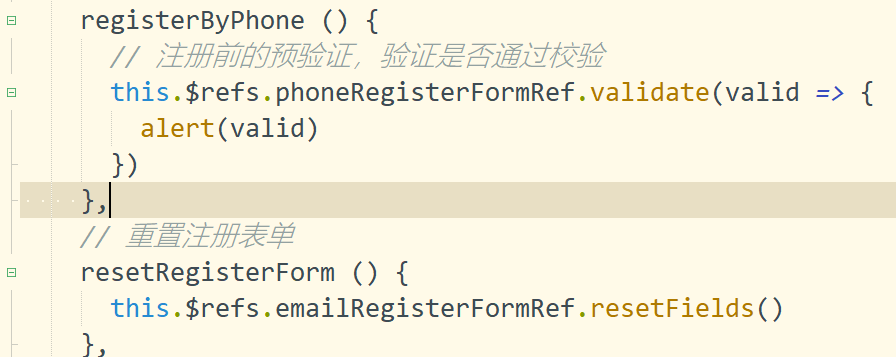 registerByPhone () {
// 注册前的预验证，验证是否通过校验
this.$refs.phoneRegisterFormRef.validate(valid => {
alert(valid)
})
},
// 重置注册表单
resetRegisterForm () {
this.$refs.emailRegisterFormRef.resetFields()
},